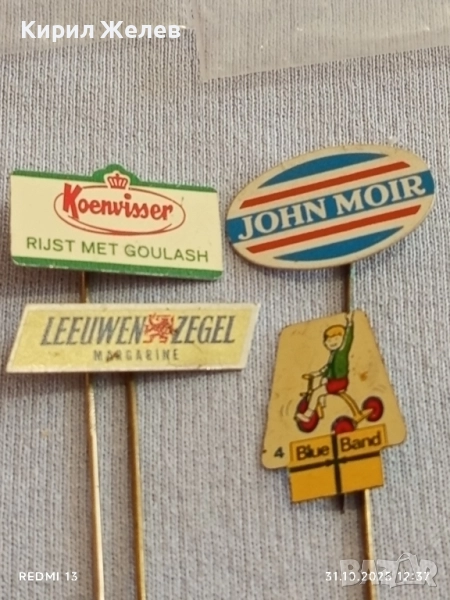 Кирил Желев
Koenvisser
RIJST MET GOULASH
JOHN MOIR
LEEUWEN ZEGEL
MARGARINE
4 Blue Band
REDMI 13
31.10.2025 12:37
BAZAR